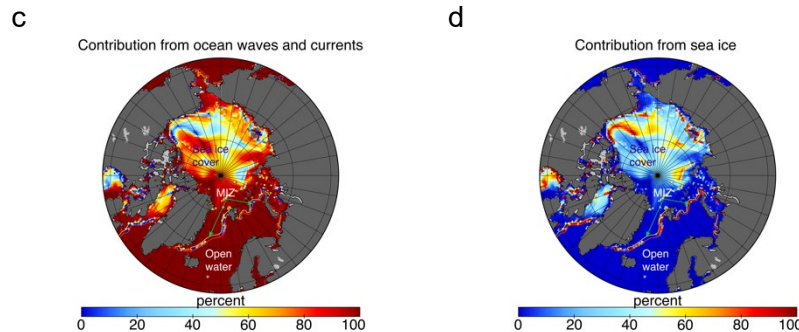 c
Contribution from ocean waves and currents
Sea ice
cover
MIZ
Open
water
percent
0 20 40 60 80 100
d
Contribution from sea ice
Sea ice
cover
MIZ
Open
water
percent
0 20 40 60 80 100